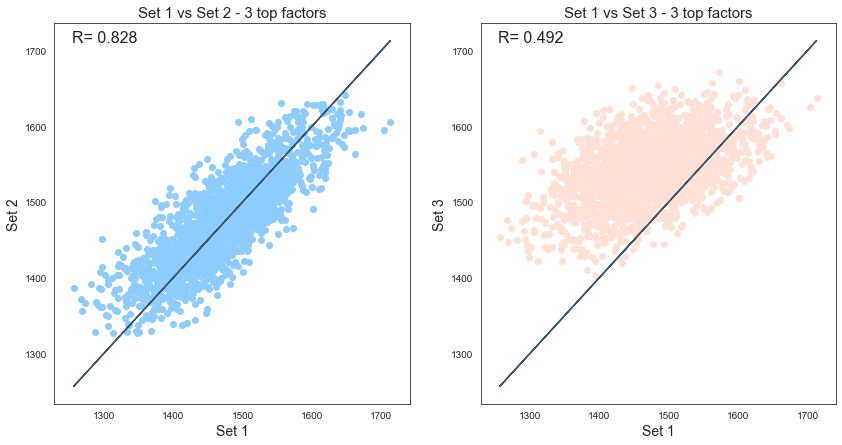 Set 1 vs Set 2 - 3 top factors
R= 0.828
1700
1600
1500
1400
1300
Set 2
1300 1400 1500 1600 1700
Set 1
Set 1 vs Set 3 - 3 top factors
R= 0.492
1700
1600
1500
1400
1300
Set 3
1300 1400 1500 1600 1700
Set 1